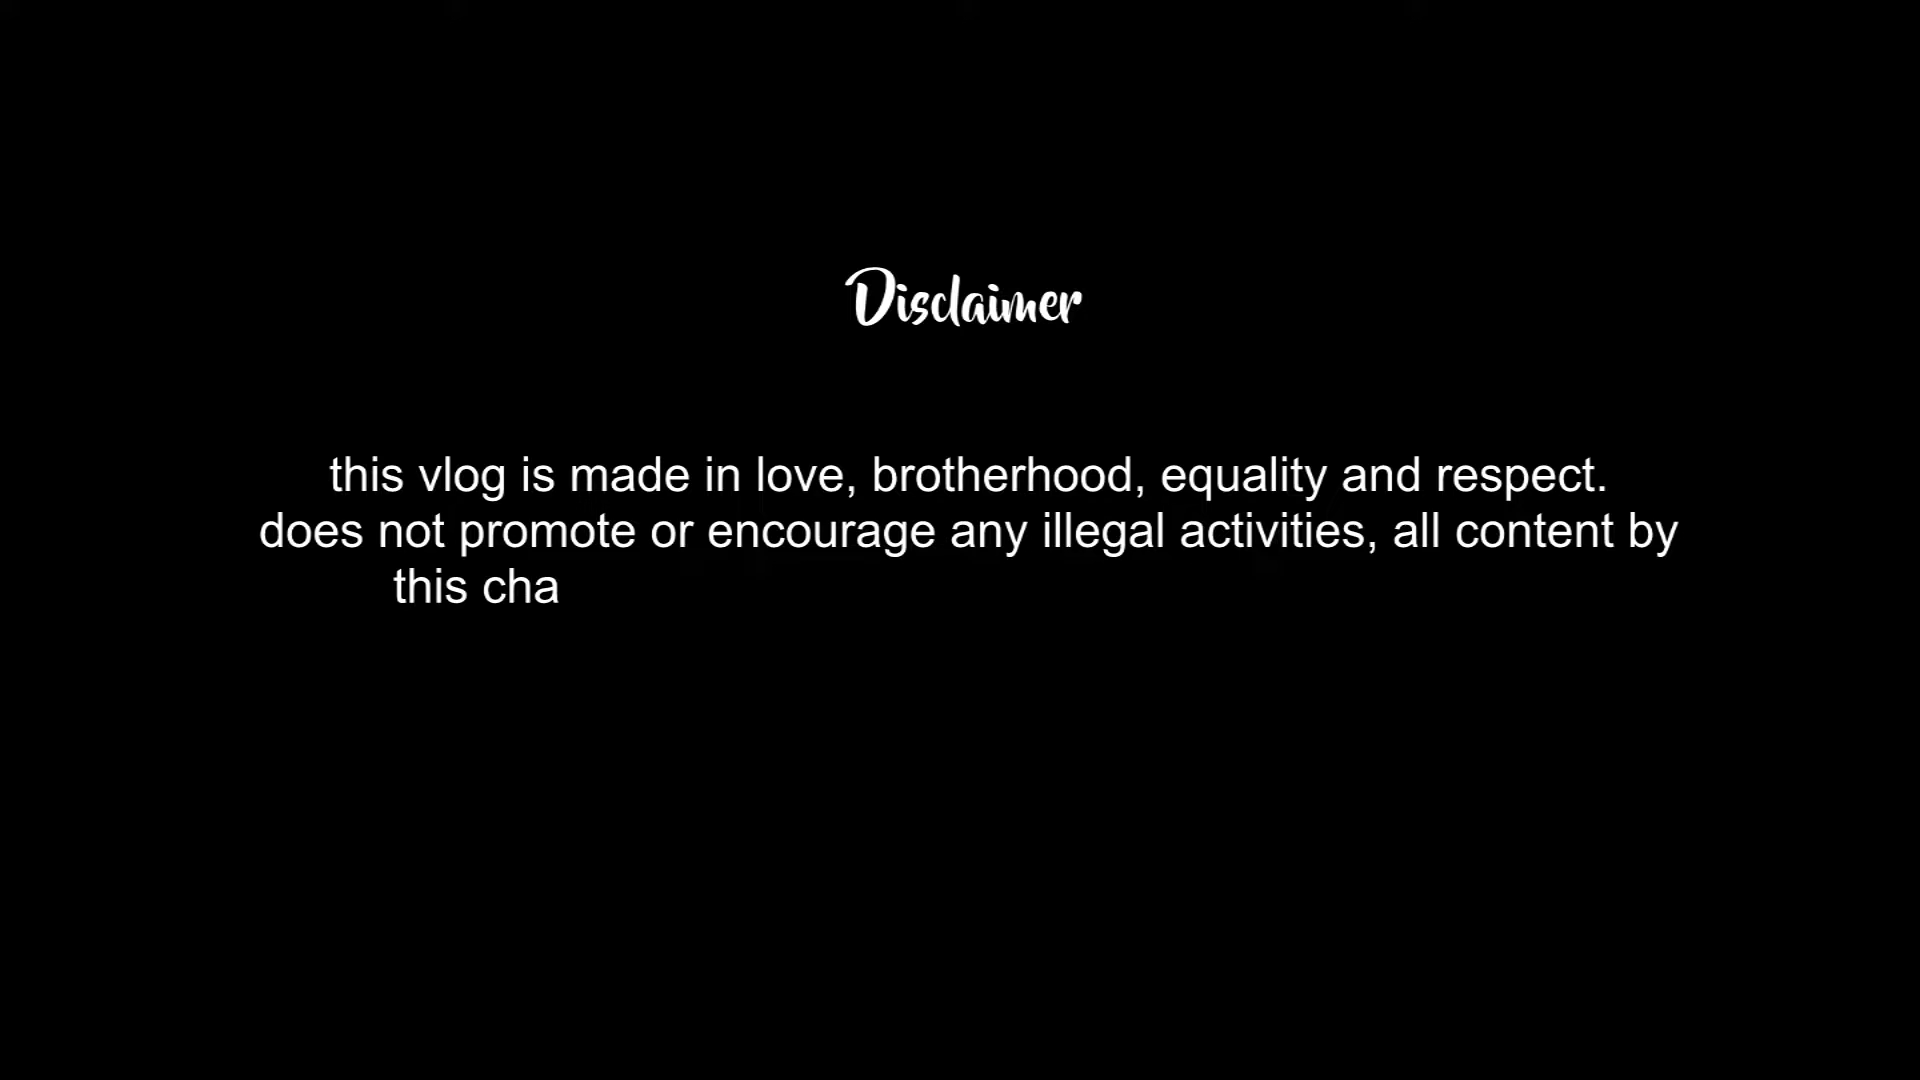 Disclaimer
this vlog is made in love, brotherhood, equality and respect.
does not promote or encourage any illegal activities, all content by
this cha